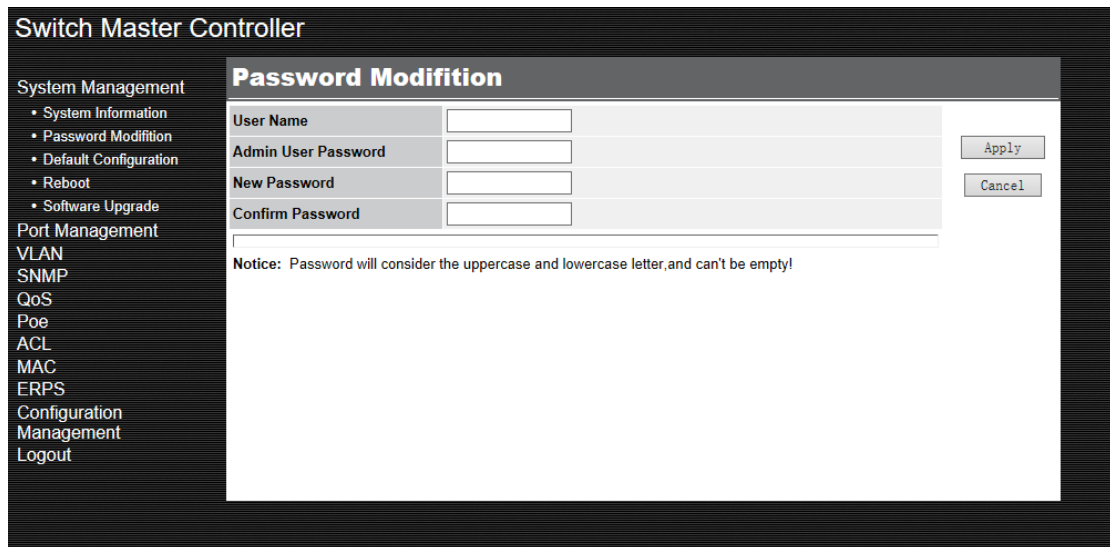 Switch Master Controller
System Management
• System Information
• Password Modifition
• Default Configuration
• Reboot
• Software Upgrade
Port Management
VLAN
SNMP
QoS
Poe
ACL
MAC
ERPS
Configuration
Management
Logout
Password Modifition
User Name
Admin User Password
New Password
Confirm Password
Apply
Cancel
Notice: Password will consider the uppercase and lowercase letter,and can't be empty!